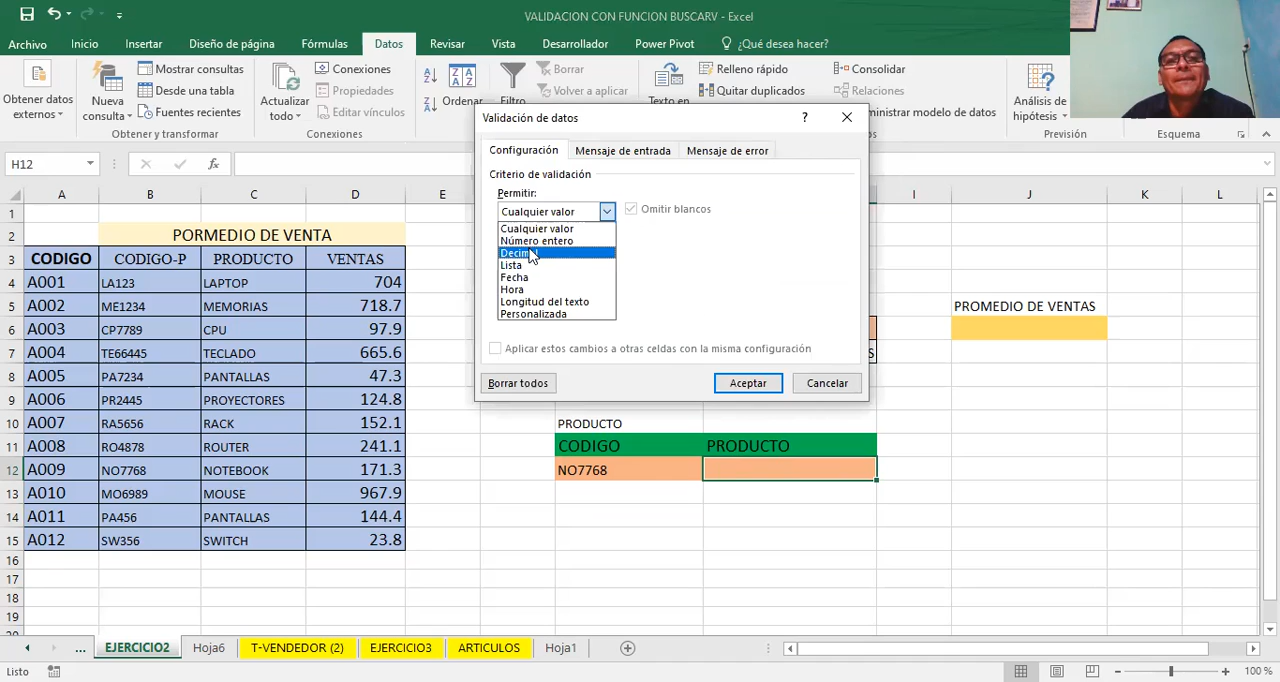 VALIDACION CON FUNCION BUSCARV - Excel
Archivo Inicio Insertar Diseño de página Fórmulas Datos Revisar Vista Desarrollador Power Pivot ¿Qué desea hacer?
Obtener datos externos
Nueva consulta
Mostrar consultas
Desde una tabla
Fuentes recientes
Obtener y transformar
Actualizar todo
Conexiones
Propiedades
Editar vínculos
Conexiones
Ordenar
Filtro
Borrar
Volver a aplicar
Texto en
Relleno rápido
Quitar duplicados
Consolidar
Relaciones
ministrar modelo de datos
Análisis de hipótesis
Previsión
Esquema
H12
fx
Validación de datos
Configuración Mensaje de entrada Mensaje de error
Criterio de validación
Permitir:
Cualquier valor
Omitir blancos
Cualquier valor
Número entero
Decimal
Lista
Fecha
Hora
Longitud del texto
Personalizada
Aplicar estos cambios a otras celdas con la misma configuración
Borrar todos Aceptar Cancelar
A B C D E I J K L
1
2 PORMEDIO DE VENTA
3 CODIGO CODIGO-P PRODUCTO VENTAS
4 A001 LA123 LAPTOP 704
5 A002 ME1234 MEMORIAS 718.7 PROMEDIO DE VENTAS
6 A003 CP7789 CPU 97.9
7 A004 TE66445 TECLADO 665.6 S
8 A005 PA7234 PANTALLAS 47.3
9 A006 PR2445 PROYECTORES 124.8
10 A007 RA5656 RACK 152.1 PRODUCTO
11 A008 RO4878 ROUTER 241.1 CODIGO PRODUCTO
12 A009 NO7768 NOTEBOOK 171.3 NO7768
13 A010 MO6989 MOUSE 967.9
14 A011 PA456 PANTALLAS 144.4
15 A012 SW356 SWITCH 23.8
16
17
18
19
... EJERCICIO2 Hoja6 T-VENDEDOR (2) EJERCICIO3 ARTICULOS Hoja1
Listo 100 %